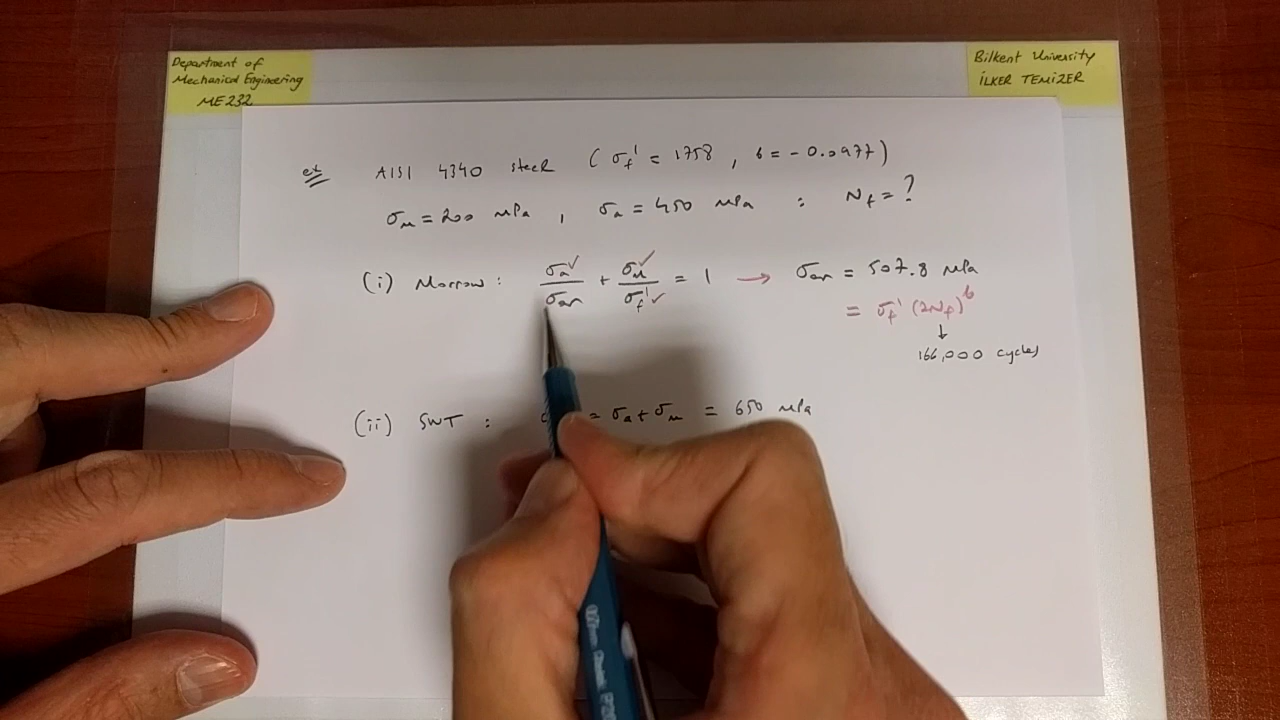 Department of
Mechanical Engineering
ME 232
Bilkent University
İLKER TEMİZER
ex AISI 4340 steel ( σf' = 1758 , b = - 0.0977)
σm = 200 MPa , σa = 450 MPa : Nf = ?
(i) Morrow : σa/σar + σm/σf' = 1 → σar = 507.8 MPa
= σf' (2Nf)^b
↓
166,000 cycles
(ii) SWT : = σa + σm = 650 MPa